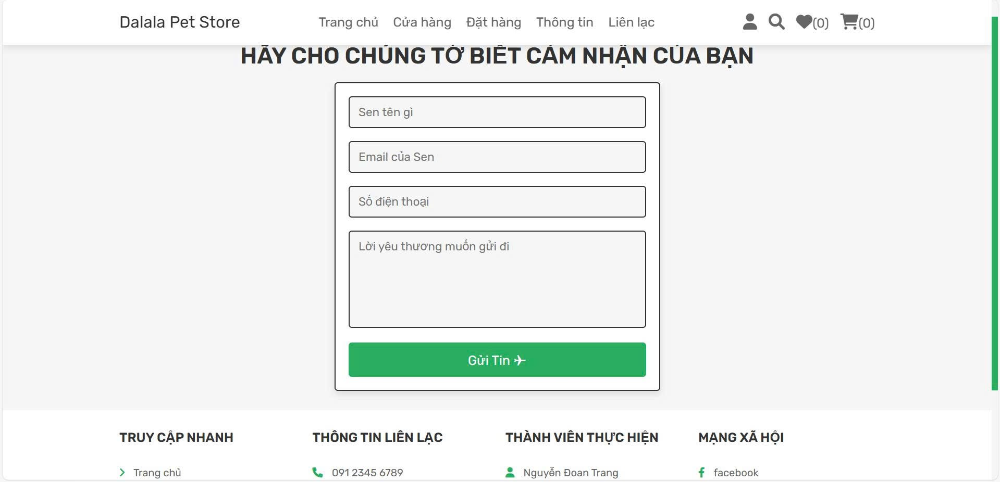 Dalala Pet Store
Trang chủ Cửa hàng Đặt hàng Thông tin Liên lạc
(0) (0)
HÃY CHO CHÚNG TỚ BIẾT CẢM NHẬN CỦA BẠN
Sen tên gì
Email của Sen
Số điện thoại
Lời yêu thương muốn gửi đi
Gửi Tin
TRUY CẬP NHANH
Trang chủ
THÔNG TIN LIÊN LẠC
091 2345 6789
THÀNH VIÊN THỰC HIỆN
Nguyễn Đoan Trang
MẠNG XÃ HỘI
facebook